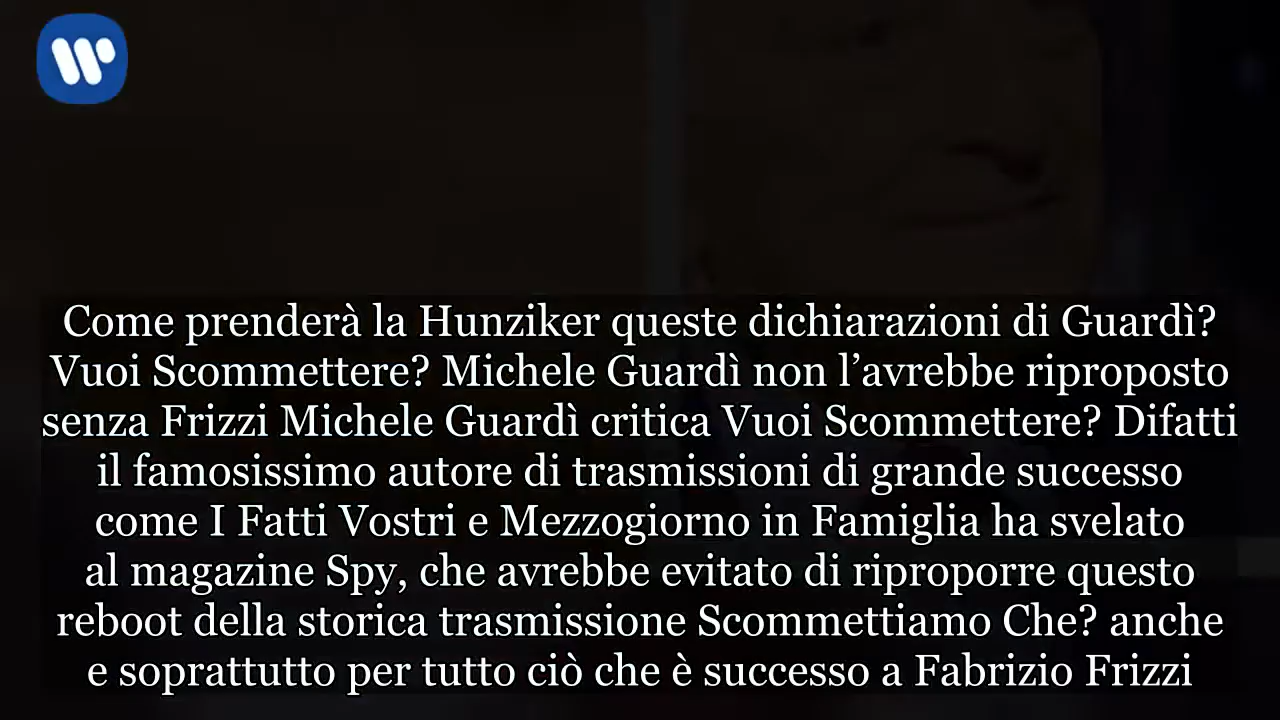 Come prenderà la Hunziker queste dichiarazioni di Guardì?
Vuoi Scommettere? Michele Guardì non l’avrebbe riproposto
senza Frizzi Michele Guardì critica Vuoi Scommettere? Difatti
il famosissimo autore di trasmissioni di grande successo
come I Fatti Vostri e Mezzogiorno in Famiglia ha svelato
al magazine Spy, che avrebbe evitato di riproporre questo
reboot della storica trasmissione Scommettiamo Che? anche
e soprattutto per tutto ciò che è successo a Fabrizio Frizzi